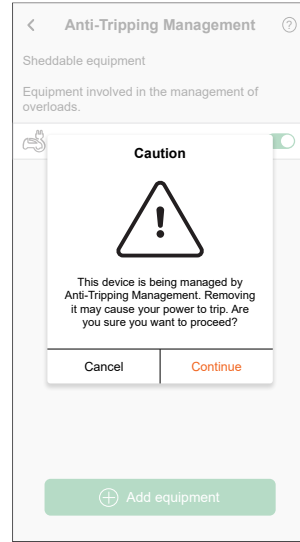 Anti-Tripping Management
Sheddable equipment
Equipment involved in the management of
overloads.
Caution
This device is being managed by
Anti-Tripping Management. Removing
it may cause your power to trip. Are
you sure you want to proceed?
Cancel
Continue
Add equipment